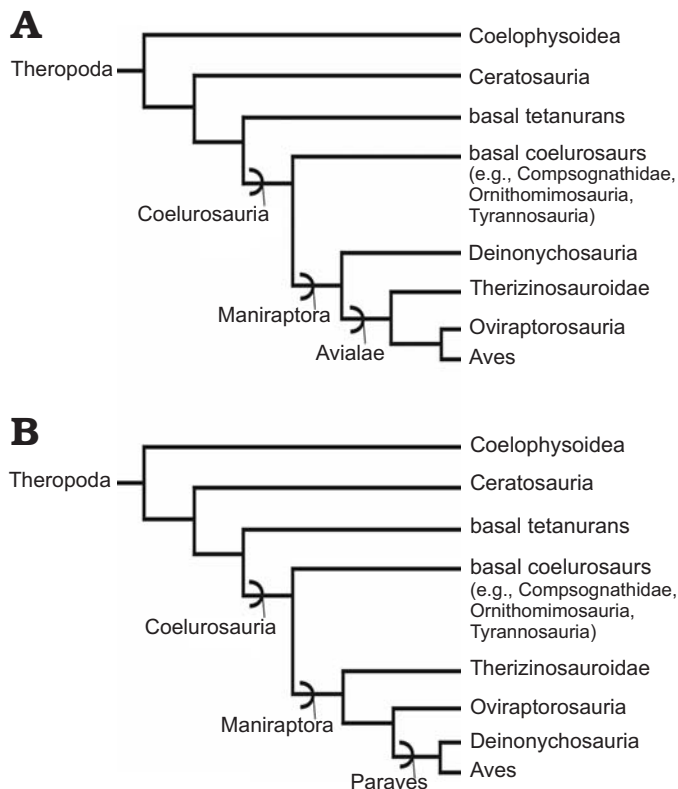 A
Coelophysoidea
Theropoda
Ceratosauria
basal tetanurans
basal coelurosaurs
(e.g., Compsognathidae,
Ornithomimosauria,
Tyrannosauria)
Coelurosauria
Deinonychosauria
Therizinosauroidae
Maniraptora
Oviraptorosauria
Avialae
Aves
B
Coelophysoidea
Theropoda
Ceratosauria
basal tetanurans
basal coelurosaurs
(e.g., Compsognathidae,
Ornithomimosauria,
Tyrannosauria)
Coelurosauria
Therizinosauroidae
Oviraptorosauria
Maniraptora
Deinonychosauria
Aves
Paraves